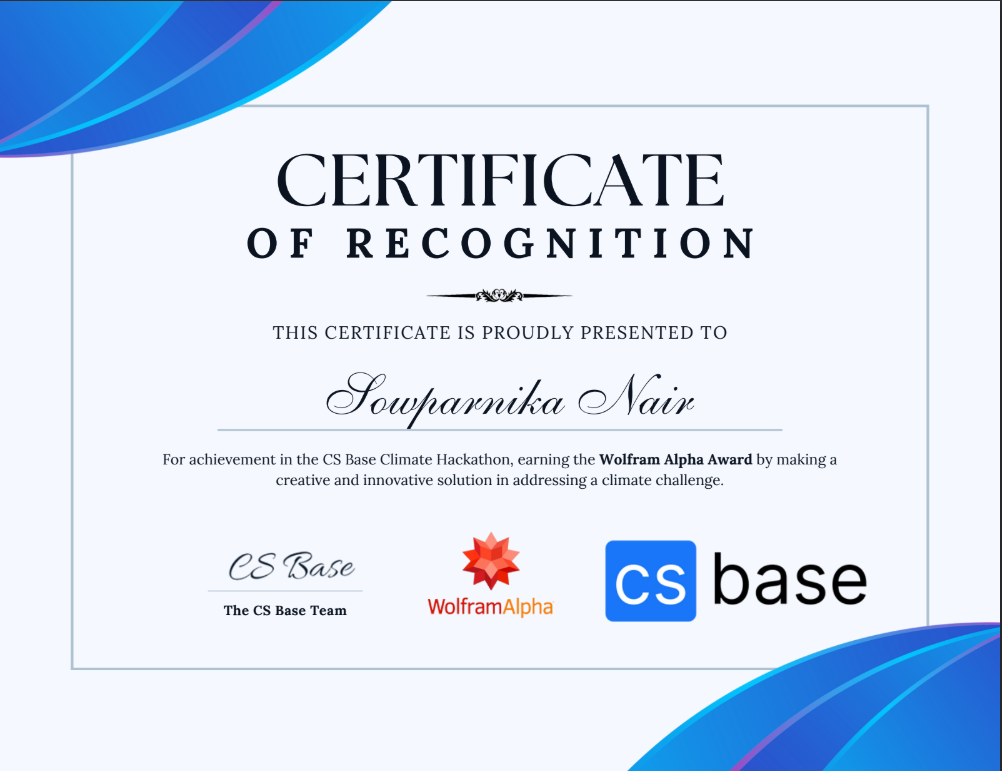 CERTIFICATE
OF RECOGNITION
THIS CERTIFICATE IS PROUDLY PRESENTED TO
Sowparnika Nair
For achievement in the CS Base Climate Hackathon, earning the Wolfram Alpha Award by making a
creative and innovative solution in addressing a climate challenge.
CS Base
The CS Base Team
WolframAlpha
cs base